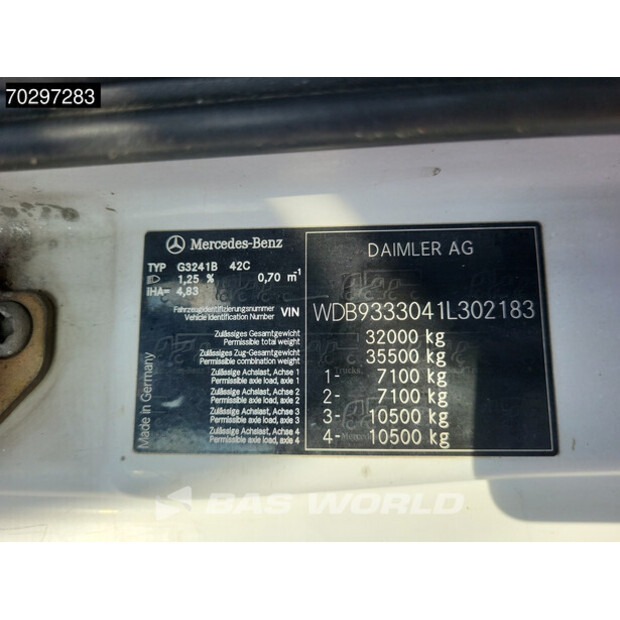 70297283
Mercedes-Benz
DAIMLER AG
TYP G3241B 42C
1,25 % 0,70 m⁻¹
IHA= 4,83
Fahrzeugidentifizierungsnummer
Vehicle Identification Number VIN WDB9333041L302183
Zulässiges Gesamtgewicht
Permissible total weight 32000 kg
Zulässiges Zug-Gesamtgewicht
Permissible combination weight 35500 kg
Zulässige Achslast, Achse 1
Permissible axle load, axle 1 1- 7100 kg
Zulässige Achslast, Achse 2
Permissible axle load, axle 2 2- 7100 kg
Zulässige Achslast, Achse 3
Permissible axle load, axle 3 3- 10500 kg
Zulässige Achslast, Achse 4
Permissible axle load, axle 4 4- 10500 kg
Made in Germany
BAS WORLD